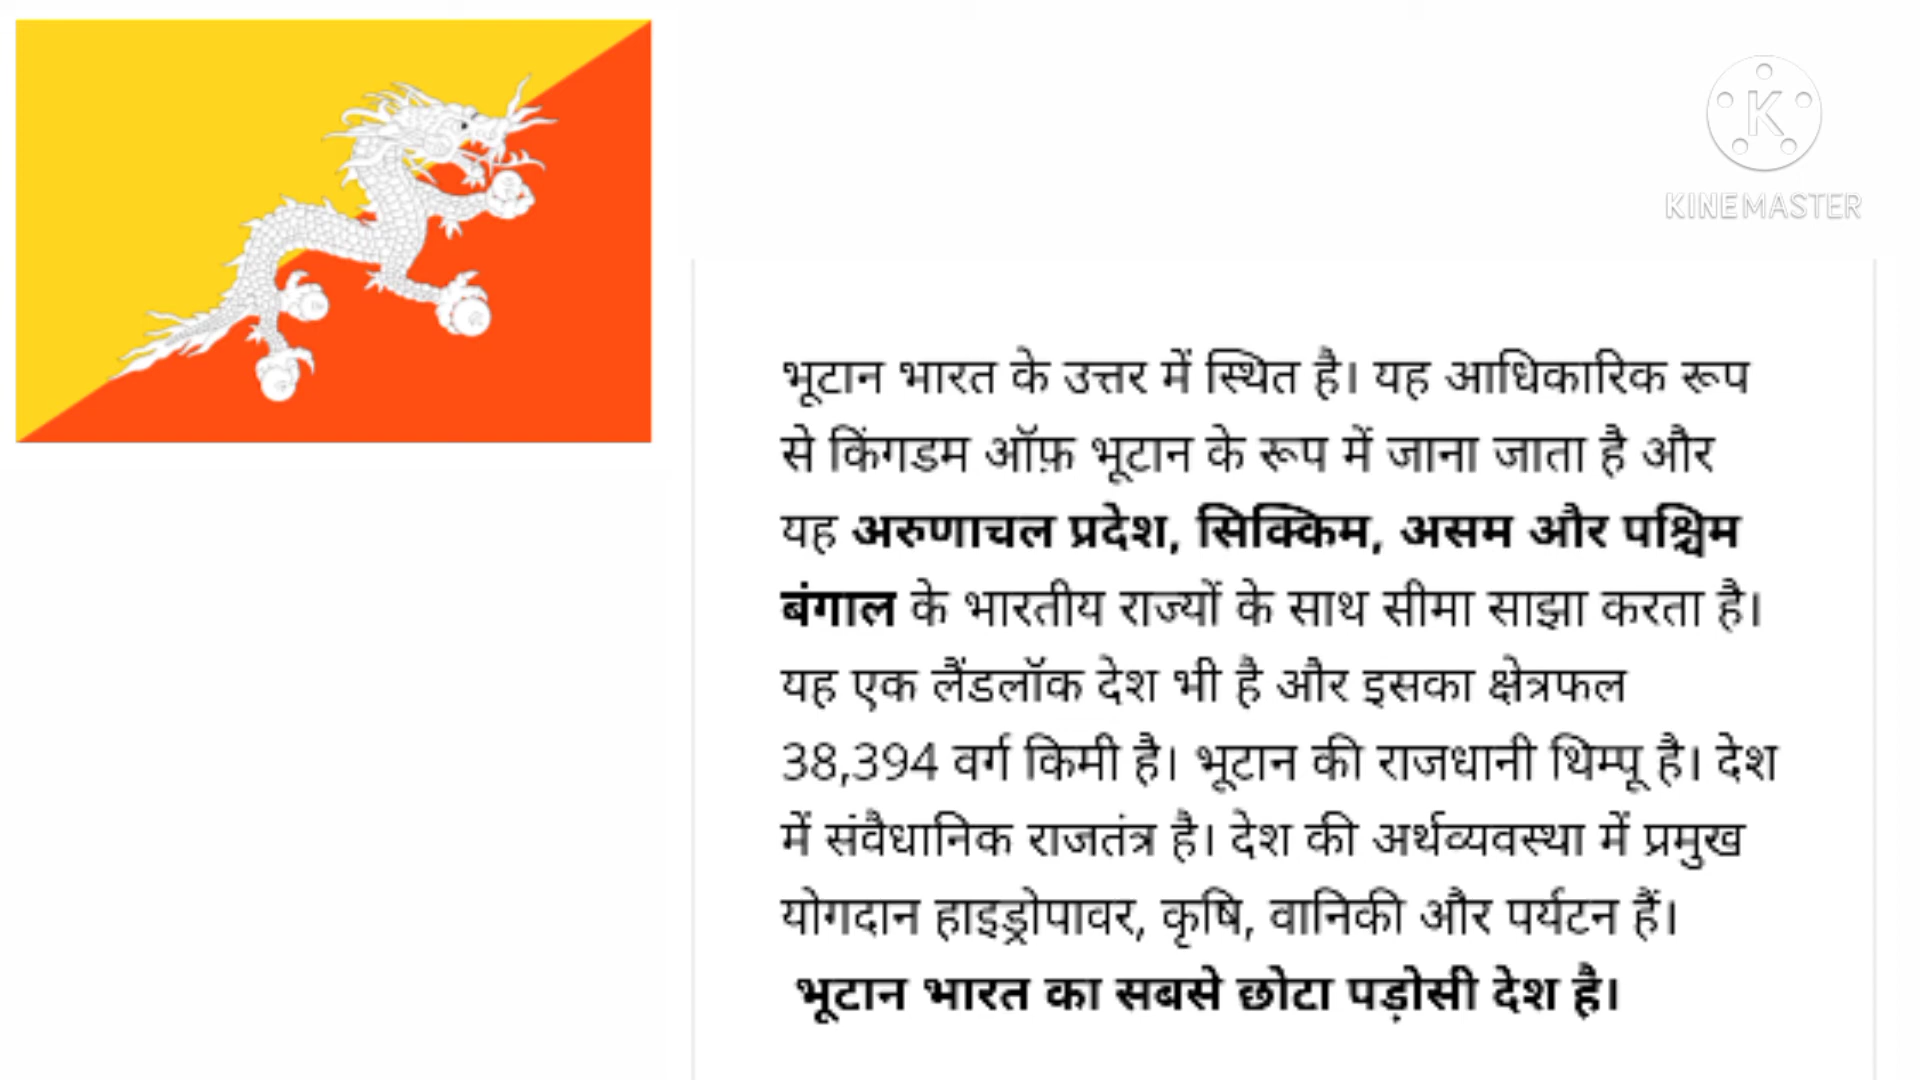 K
KINEMASTER
भूटान भारत के उत्तर में स्थित है। यह आधिकारिक रूप
से किंगडम ऑफ़ भूटान के रूप में जाना जाता है और
यह अरुणाचल प्रदेश, सिक्किम, असम और पश्चिम
बंगाल के भारतीय राज्यों के साथ सीमा साझा करता है।
यह एक लैंडलॉक देश भी है और इसका क्षेत्रफल
38,394 वर्ग किमी है। भूटान की राजधानी थिम्पू है। देश
में संवैधानिक राजतंत्र है। देश की अर्थव्यवस्था में प्रमुख
योगदान हाइड्रोपावर, कृषि, वानिकी और पर्यटन हैं।
भूटान भारत का सबसे छोटा पड़ोसी देश है।